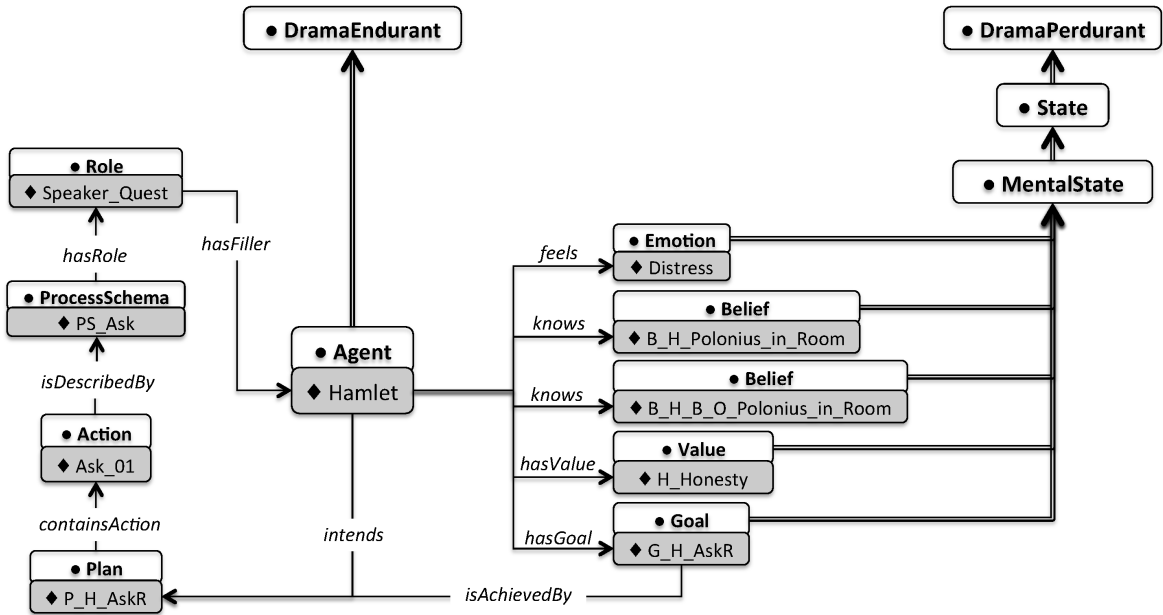 ● DramaEndurant
● DramaPerdurant
● State
● MentalState
● Role
♦ Speaker_Quest
hasFiller
hasRole
● ProcessSchema
♦ PS_Ask
isDescribedBy
● Action
♦ Ask_01
containsAction
● Plan
♦ P_H_AskR
● Agent
♦ Hamlet
intends
feels
● Emotion
♦ Distress
knows
● Belief
♦ B_H_Polonius_in_Room
knows
● Belief
♦ B_H_B_O_Polonius_in_Room
hasValue
● Value
♦ H_Honesty
hasGoal
● Goal
♦ G_H_AskR
isAchievedBy